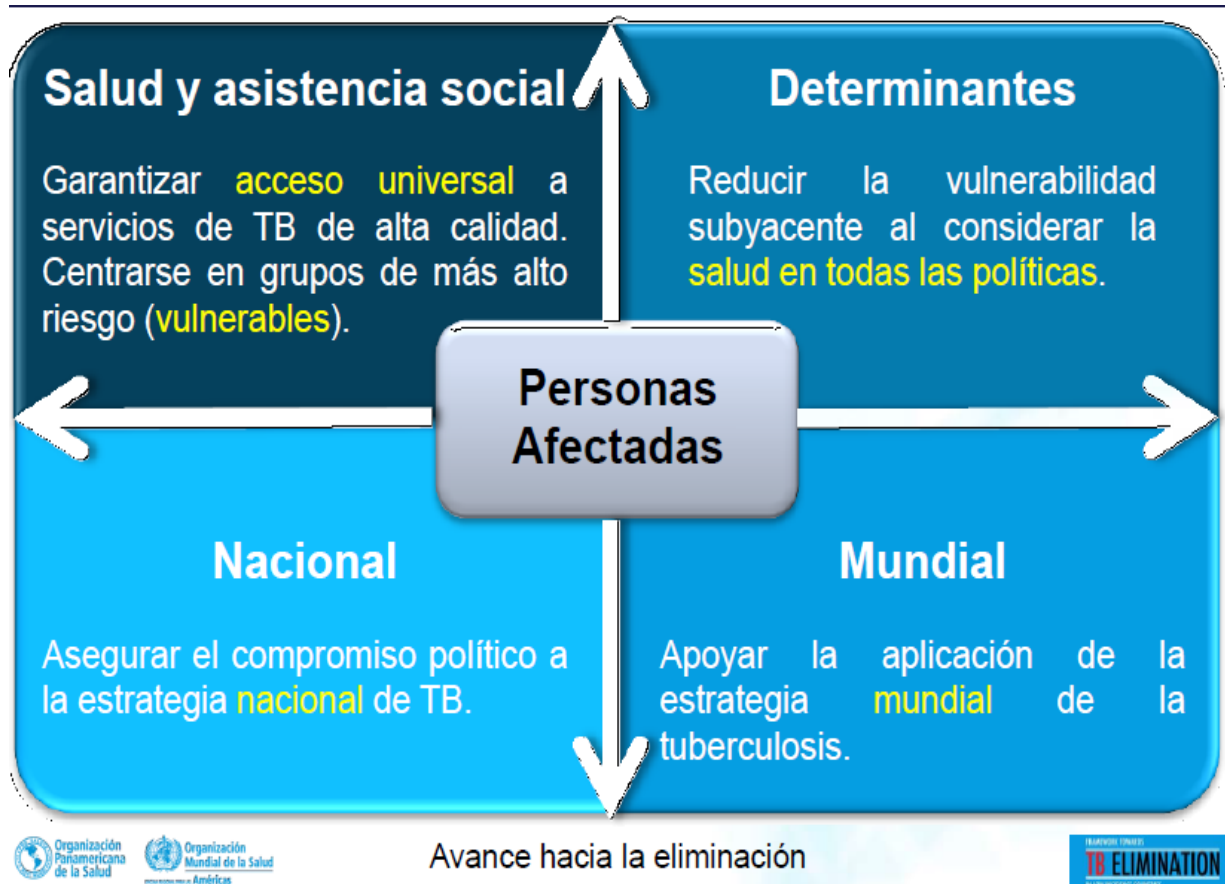 Salud y asistencia social
Garantizar acceso universal a
servicios de TB de alta calidad.
Centrarse en grupos de más alto
riesgo (vulnerables).
Determinantes
Reducir la vulnerabilidad
subyacente al considerar la
salud en todas las políticas.
Personas
Afectadas
Nacional
Asegurar el compromiso político a
la estrategia nacional de TB.
Mundial
Apoyar la aplicación de la
estrategia mundial de la
tuberculosis.
Organización
Panamericana
de la Salud
Organización
Mundial de la Salud
Américas
Avance hacia la eliminación
FRAMEWORK TOWARDS
TB ELIMINATION